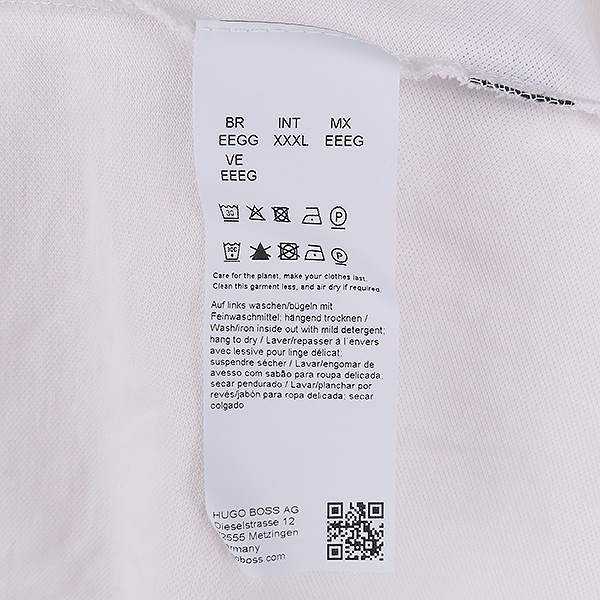 BR INT MX
EEGG XXXL EEEG
VE
EEEG
30 P
30C P
Care for the planet, make your clothes last.
Clean this garment less, and air dry if required.
Auf links waschen/bügeln mit
Feinwaschmittel; hängend trocknen /
Wash/iron inside out with mild detergent;
hang to dry / Laver/repasser à l´envers
avec lessive pour linge délicat;
suspendre sécher / Lavar/engomar de
avesso com sabão para roupa delicada;
secar pendurado / Lavar/planchar por
revés/jabón para ropa delicada; secar
colgado
HUGO BOSS AG
Dieselstrasse 12
2555 Metzingen
rmany
boss.com